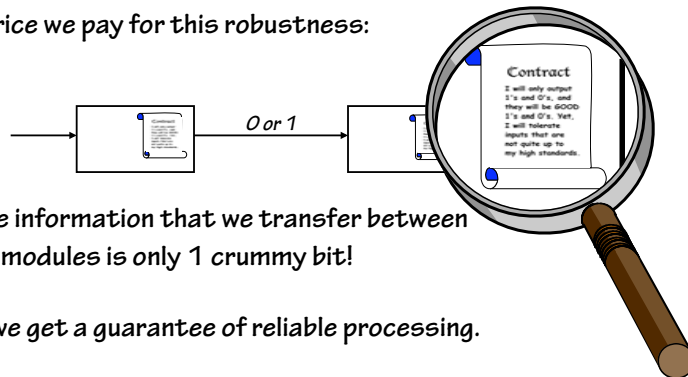 rice we pay for this robustness:
Contract
I will only output
1's and 0's, and
they will be GOOD
1's and 0's. Yet,
I will tolerate
inputs that are
not quite up to
my high standards.
0 or 1
e information that we transfer between
modules is only 1 crummy bit!
we get a guarantee of reliable processing.